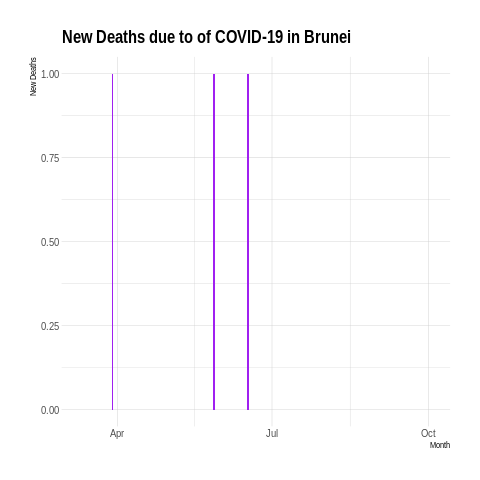 New Deaths due to of COVID-19 in Brunei
New Deaths
1.00
0.75
0.50
0.25
0.00
Apr
Jul
Oct
Month